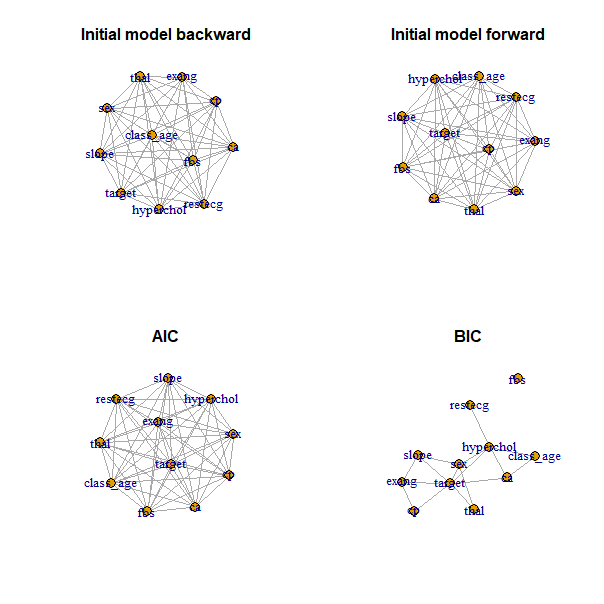 Initial model backward
thal
exang
cp
sex
class_age
ca
slope
fbs
target
hyperchol
restecg
Initial model forward
class_age
hyperchol
restecg
slope
target
exang
cp
fbs
sex
ca
thal
AIC
slope
restecg
hyperchol
exang
sex
thal
target
cp
class_age
fbs
ca
BIC
fbs
restecg
hyperchol
slope
class_age
sex
ca
exang
target
cp
thal